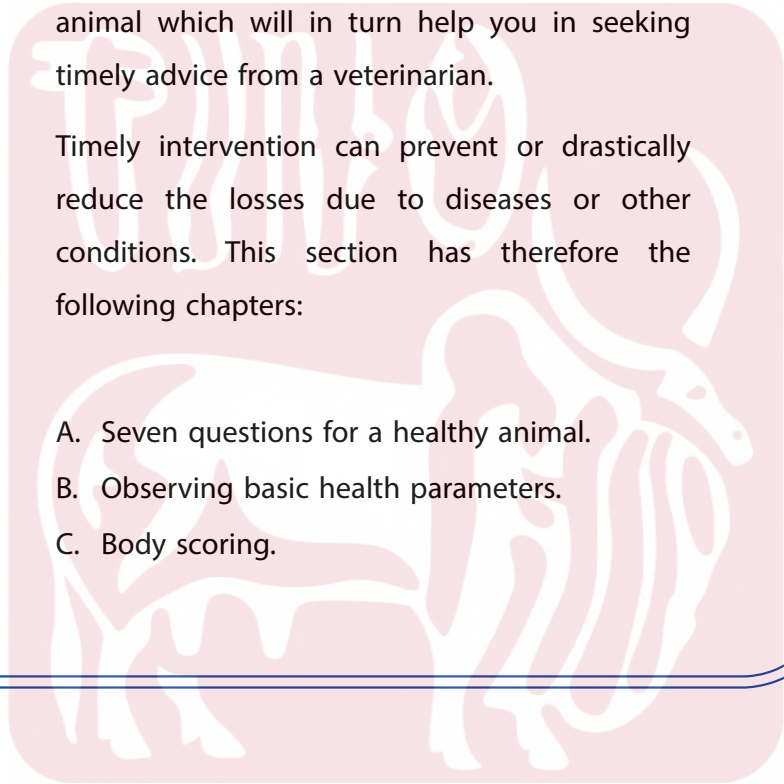 animal which will in turn help you in seeking
timely advice from a veterinarian.
Timely intervention can prevent or drastically
reduce the losses due to diseases or other
conditions. This section has therefore the
following chapters:
A. Seven questions for a healthy animal.
B. Observing basic health parameters.
C. Body scoring.